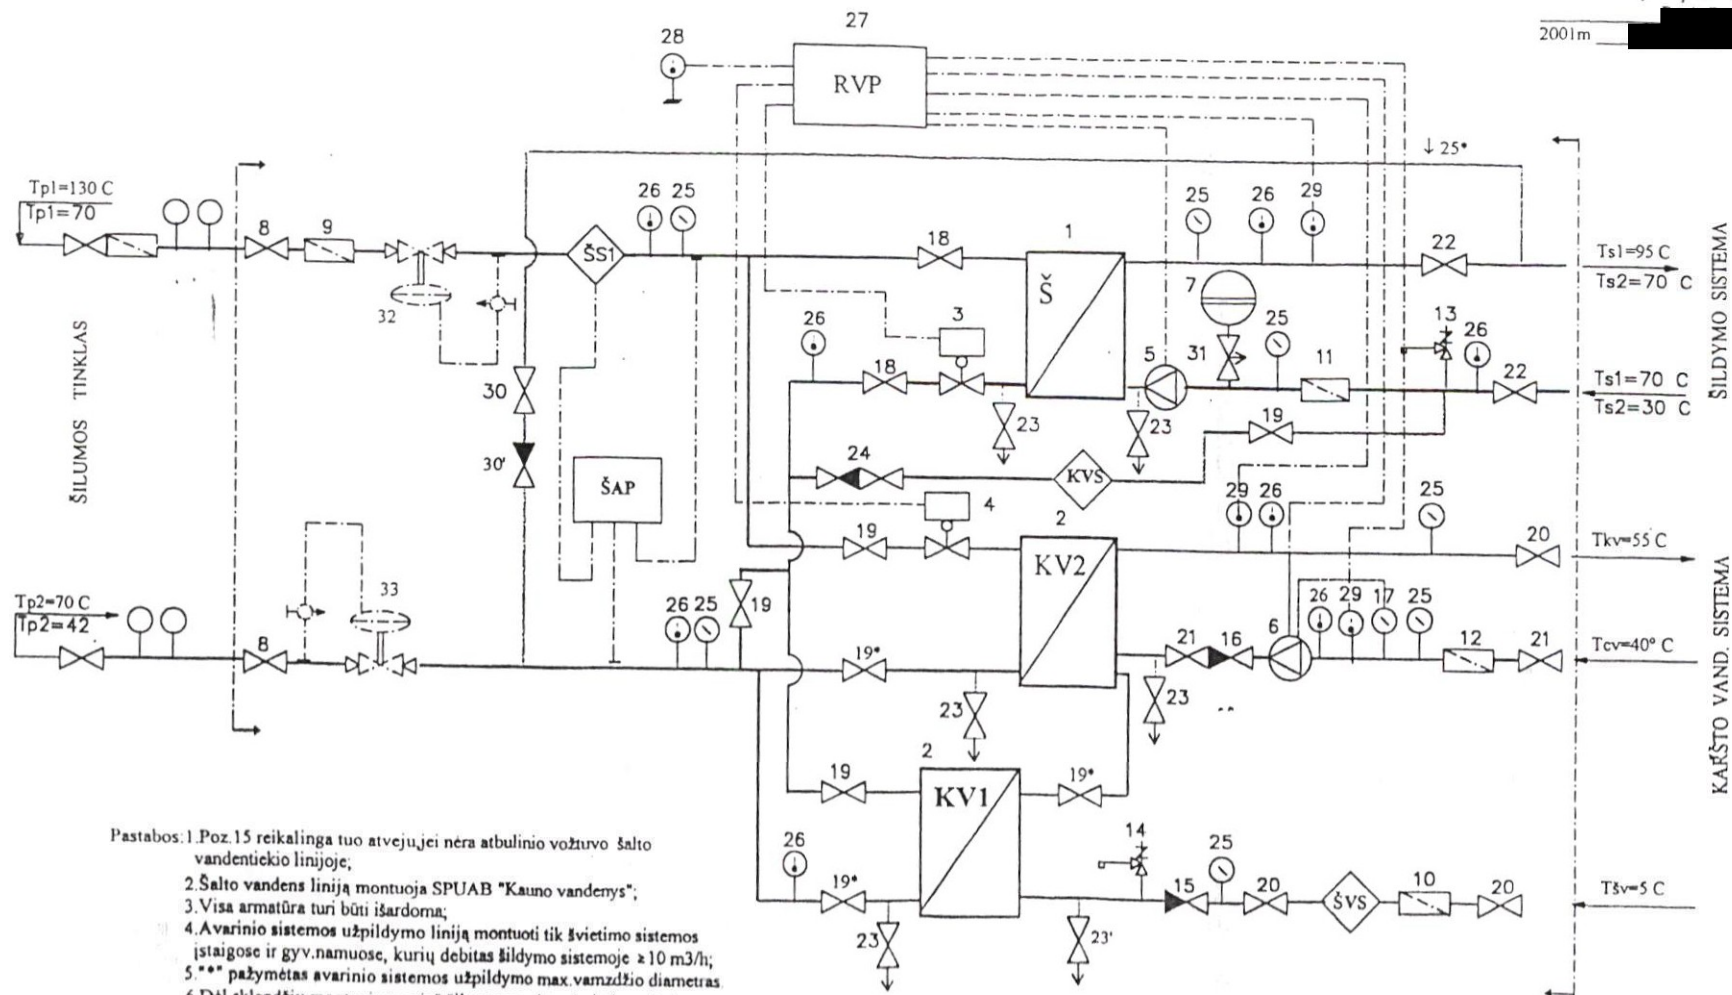 2001m
27
28
RVP
↓ 25*
Tp1=130 C
Tp1=70
8
9
32
ŠS1
26
25
18
1
Š
25
26
29
22
Ts1=95 C
Ts2=70 C
ŠILDYMO SISTEMA
ŠILUMOS TINKLAS
7
26
18
3
5
31
25
11
13
26
22
Ts1=70 C
Ts2=30 C
30
30'
23
23
19
ŠAP
24
KVS
4
19
2
KV2
29
26
25
20
Tkv=55 C
KARŠTO VAND. SISTEMA
Tp2=70 C
Tp2=42
8
33
26
25
19
19*
21
16
6
26
29
17
25
12
21
Tcv=40° C
23
23
2
KV1
19
19*
26
19*
14
15
25
20
ŠVS
10
20
Tšv=5 C
23
23'
Pastabos: 1.Poz.15 reikalinga tuo atveju,jei nėra atbulinio vožtuvo šalto
vandentiekio linijoje;
2.Šalto vandens liniją montuoja SPUAB "Kauno vandenys";
3.Visa armatūra turi būti išardoma;
4.Avarinio sistemos užpildymo liniją montuoti tik švietimo sistemos
įstaigose ir gyv.namuose, kurių debitas šildymo sistemoje ≥10 m3/h;
5."*" pažymėtas avarinio sistemos užpildymo max.vamzdžio diametras.